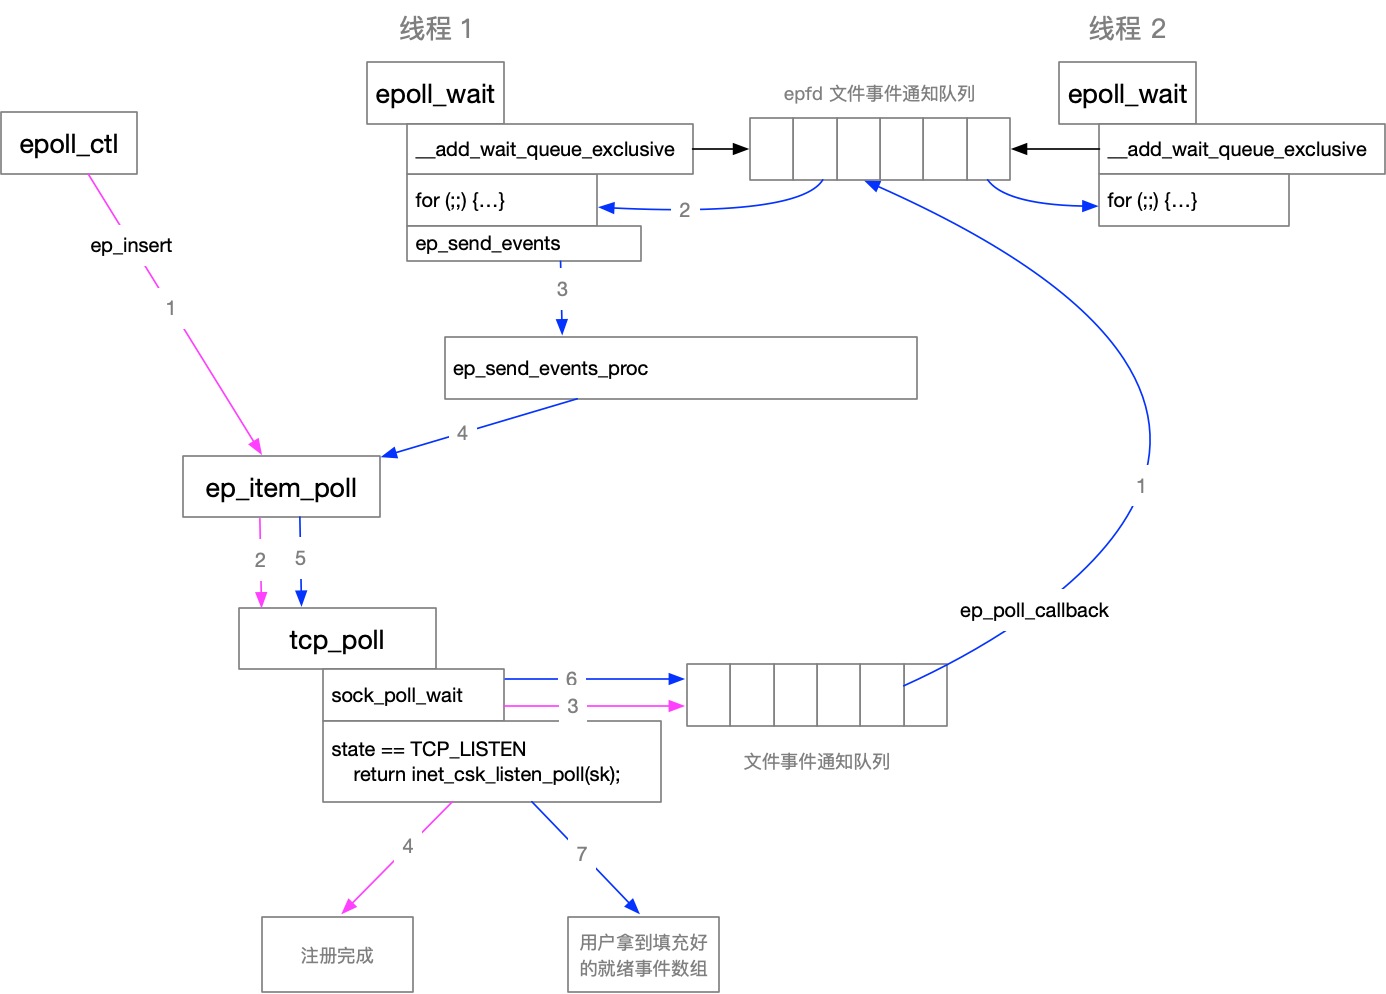 线程 1
线程 2
epoll_wait
epfd 文件事件通知队列
epoll_wait
epoll_ctl
__add_wait_queue_exclusive
__add_wait_queue_exclusive
for (;;) {…}
2
for (;;) {…}
ep_insert
ep_send_events
3
1
ep_send_events_proc
4
ep_item_poll
1
2
5
ep_poll_callback
tcp_poll
6
sock_poll_wait
3
state == TCP_LISTEN
return inet_csk_listen_poll(sk);
文件事件通知队列
4
7
注册完成
用户拿到填充好
的就绪事件数组